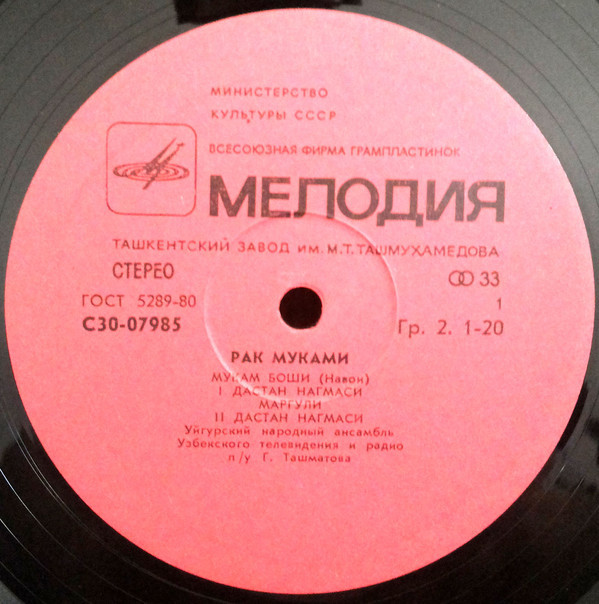 МИНИСТЕРСТВО
КУЛЬТУРЫ СССР
ВСЕСОЮЗНАЯ ФИРМА ГРАМПЛАСТИНОК
МЕЛОДИЯ
ТАШКЕНТСКИЙ ЗАВОД ИМ. М.Т. ТАШМУХАМЕДОВА
СТЕРЕО
33
ГОСТ 5289-80
1
С30-07985
Гр. 2. 1-20
РАК МУКАМИ
МУКАМ БОШИ (Навои)
I ДАСТАН НАГМАСИ
МАРГУЛИ
II ДАСТАН НАГМАСИ
Уйгурский народный ансамбль
Узбекского телевидения и радио
п/у Г. Ташматова